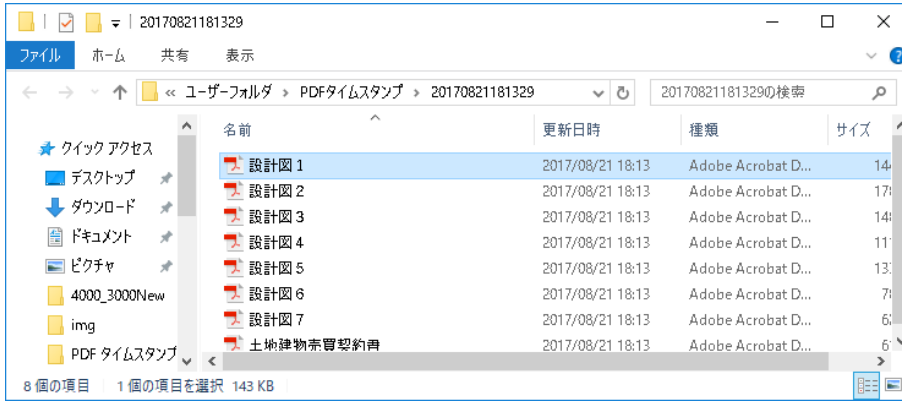 20170821181329
ファイル ホーム 共有 表示
« ユーザーフォルダ › PDFタイムスタンプ › 20170821181329 20170821181329の検索
名前 更新日時 種類 サイズ
クイック アクセス
デスクトップ
ダウンロード
ドキュメント
ピクチャ
4000_3000New
img
PDF タイムスタンプ
設計図 1 2017/08/21 18:13 Adobe Acrobat D...
設計図 2 2017/08/21 18:13 Adobe Acrobat D...
設計図 3 2017/08/21 18:13 Adobe Acrobat D...
設計図 4 2017/08/21 18:13 Adobe Acrobat D...
設計図 5 2017/08/21 18:13 Adobe Acrobat D...
設計図 6 2017/08/21 18:13 Adobe Acrobat D...
設計図 7 2017/08/21 18:13 Adobe Acrobat D...
土地建物売買契約書 2017/08/21 18:13 Adobe Acrobat D...
8 個の項目 1 個の項目を選択 143 KB